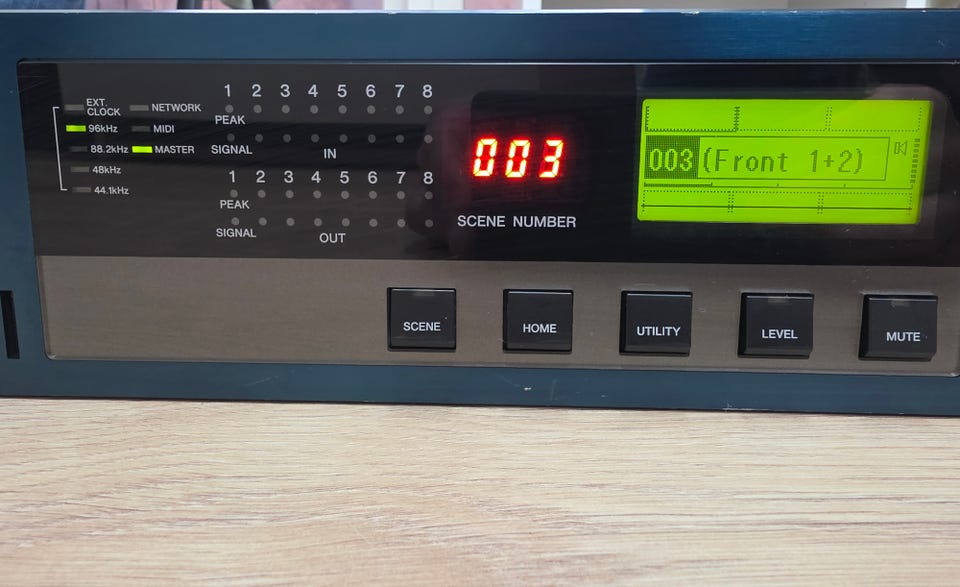 EXT.
CLOCK
NETWORK
96kHz
MIDI
88.2kHz
MASTER
48kHz
44.1kHz
1 2 3 4 5 6 7 8
PEAK
SIGNAL
IN
1 2 3 4 5 6 7 8
PEAK
SIGNAL
OUT
003
SCENE NUMBER
003(Front 1+2)
SCENE
HOME
UTILITY
LEVEL
MUTE